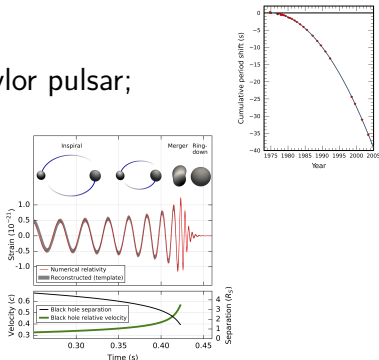 ylor pulsar;
0
−5
−10
−15
−20
−25
−30
−35
−40
Cumulative period shift (s)
1975 1980 1985 1990 1995 2000 2005
Year
Inspiral
Merger Ring-
down
1.0
0.5
0.0
-0.5
-1.0
Strain (10⁻²¹)
Numerical relativity
Reconstructed (template)
0.6
0.5
0.4
0.3
Velocity (c)
Black hole separation
Black hole relative velocity
4
3
2
1
0
Separation (R_S)
0.30 0.35 0.40 0.45
Time (s)